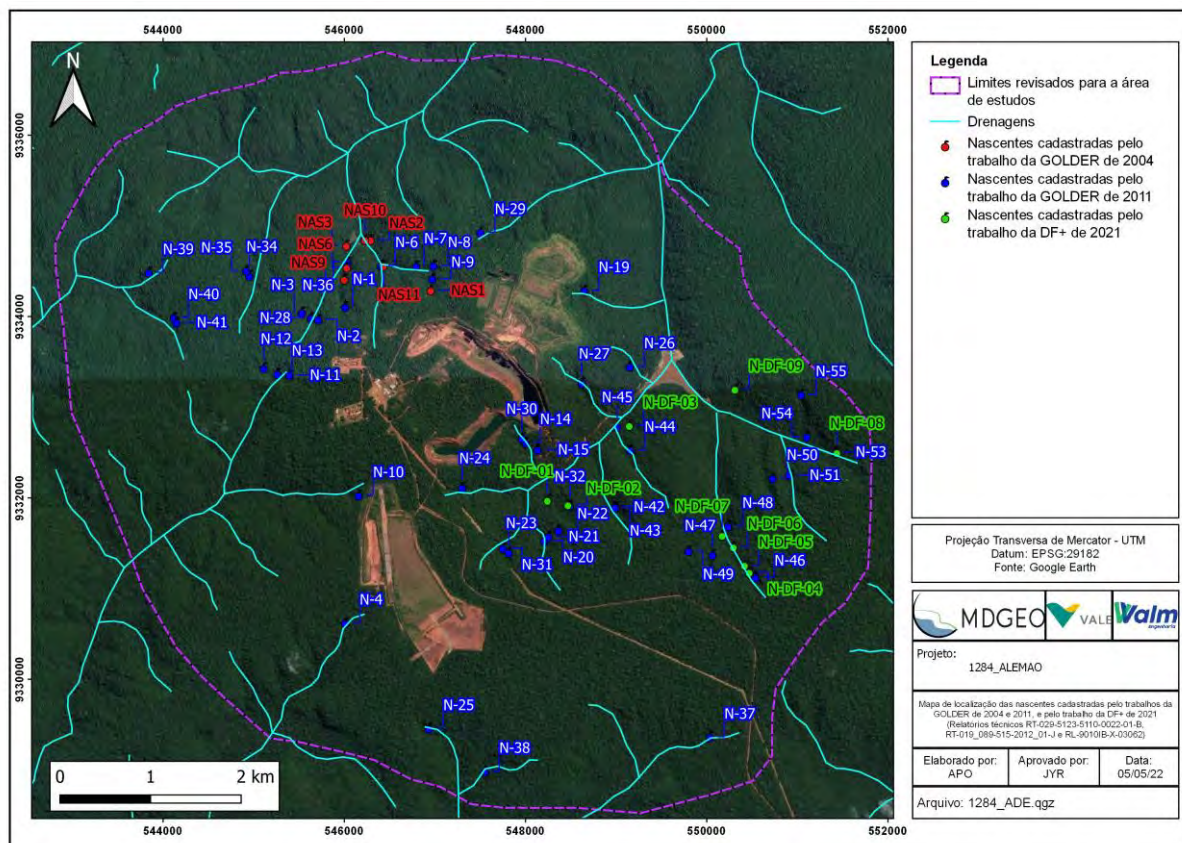 544000 546000 548000 550000 552000
N
9336000
9334000
9332000
9330000
NAS10
NAS3
NAS2
N-29
N-7
N-8
N-34
N-35
N-39
NAS6
N-6
NAS9
N-9
N-19
N-3
N-36
N-1
NAS11
NAS1
N-40
N-41
N-28
N-2
N-12
N-13
N-11
N-26
N-27
N-DF-09
N-55
N-45
N-DF-03
N-30
N-14
N-44
N-54
N-DF-08
N-15
N-24
N-DF-01
N-32
N-50
N-53
N-10
N-DF-02
N-51
N-22
N-42
N-DF-07
N-48
N-23
N-21
N-43
N-47
N-DF-06
N-20
N-DF-05
N-31
N-49
N-46
N-DF-04
N-4
N-25
N-37
N-38
0 1 2 km
544000 546000 548000 550000 552000
Legenda
Limites revisados para a área
de estudos
Drenagens
Nascentes cadastradas pelo
trabalho da GOLDER de 2004
Nascentes cadastradas pelo
trabalho da GOLDER de 2011
Nascentes cadastradas pelo
trabalho da DF+ de 2021
Projeção Transversa de Mercator - UTM
Datum: EPSG:29182
Fonte: Google Earth
MDGEO VALE Walm
engenharia
Projeto:
1284_ALEMAO
Mapa de localização das nascentes cadastradas pelo trabalhos da
GOLDER de 2004 e 2011, e pelo trabalho da DF+ de 2021
(Relatórios técnicos RT-029-5123-5110-0022-01-B,
RT-019_089-515-2012_01-J e RL-9010IB-X-03062)
Elaborado por:
APO
Aprovado por:
JYR
Data:
05/05/22
Arquivo: 1284_ADE.qgz